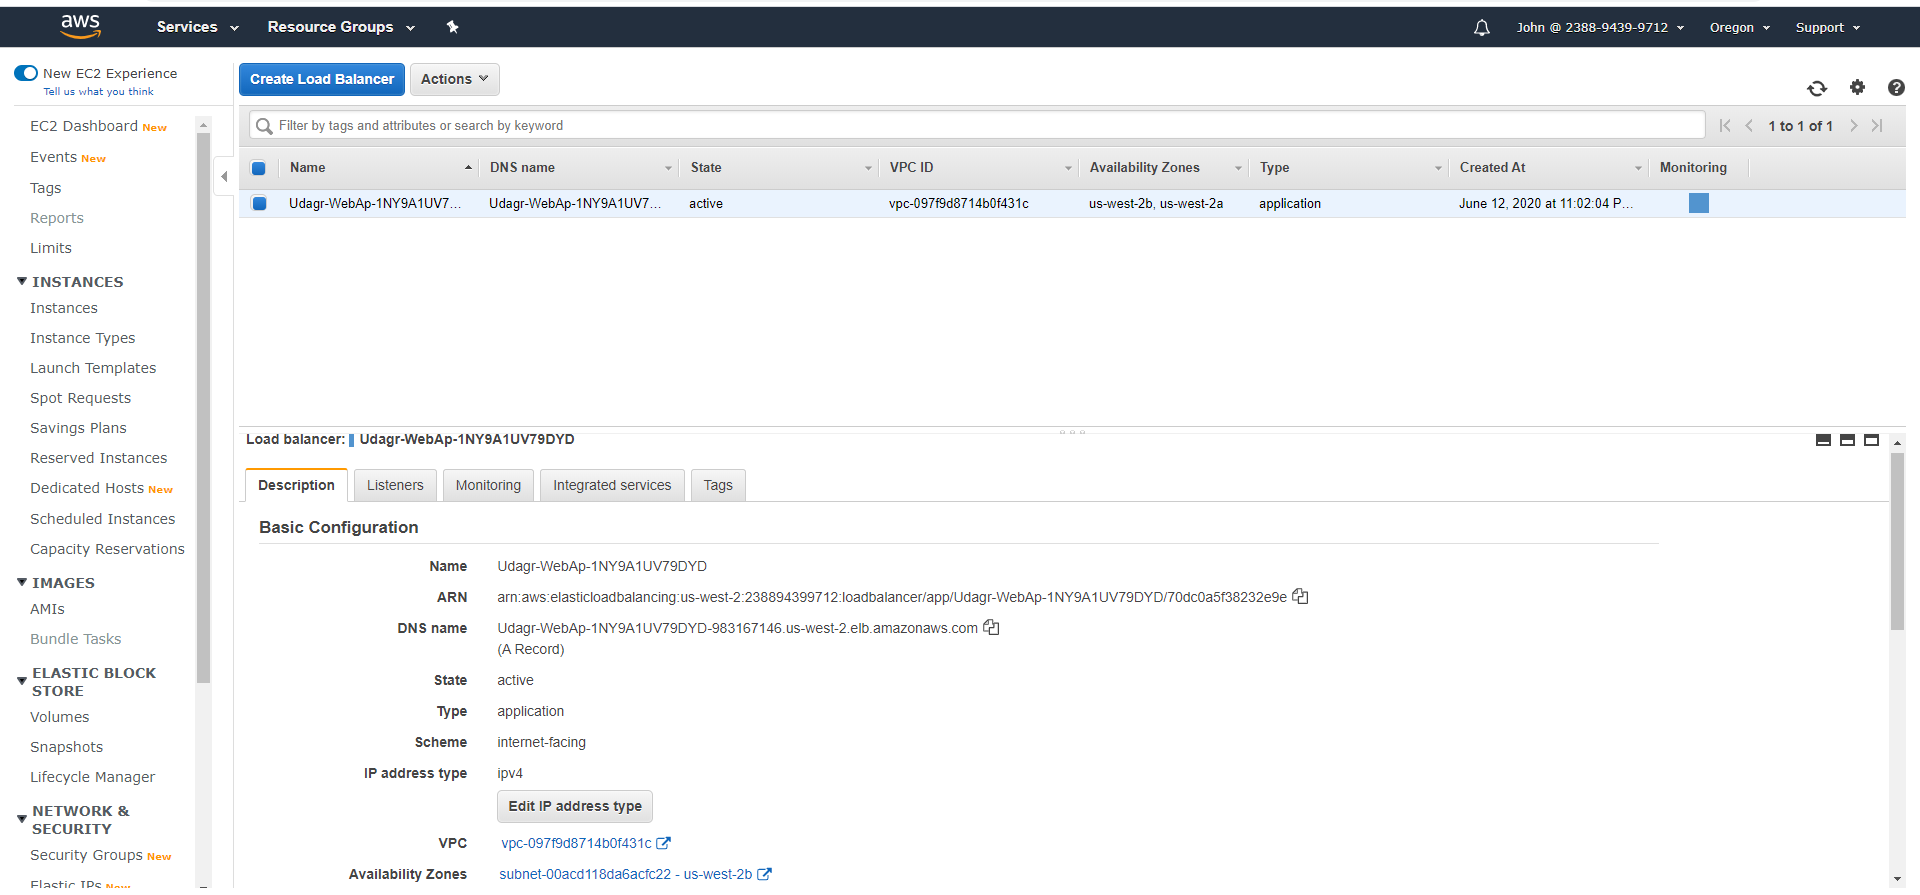 aws Services Resource Groups John @ 2388-9439-9712 Oregon Support
New EC2 Experience
Tell us what you think
EC2 Dashboard New
Events New
Tags
Reports
Limits
INSTANCES
Instances
Instance Types
Launch Templates
Spot Requests
Savings Plans
Reserved Instances
Dedicated Hosts New
Scheduled Instances
Capacity Reservations
IMAGES
AMIs
Bundle Tasks
ELASTIC BLOCK
STORE
Volumes
Snapshots
Lifecycle Manager
NETWORK &
SECURITY
Security Groups New
Elastic IPs New
Create Load Balancer Actions
Filter by tags and attributes or search by keyword 1 to 1 of 1
Name DNS name State VPC ID Availability Zones Type Created At Monitoring
Udagr-WebAp-1NY9A1UV7... Udagr-WebAp-1NY9A1UV7... active vpc-097f9d8714b0f431c us-west-2b, us-west-2a application June 12, 2020 at 11:02:04 P...
Load balancer: Udagr-WebAp-1NY9A1UV79DYD
Description Listeners Monitoring Integrated services Tags
Basic Configuration
Name Udagr-WebAp-1NY9A1UV79DYD
ARN arn:aws:elasticloadbalancing:us-west-2:238894399712:loadbalancer/app/Udagr-WebAp-1NY9A1UV79DYD/70dc0a5f38232e9e
DNS name Udagr-WebAp-1NY9A1UV79DYD-983167146.us-west-2.elb.amazonaws.com
(A Record)
State active
Type application
Scheme internet-facing
IP address type ipv4
Edit IP address type
VPC vpc-097f9d8714b0f431c
Availability Zones subnet-00acd118da6acfc22 - us-west-2b